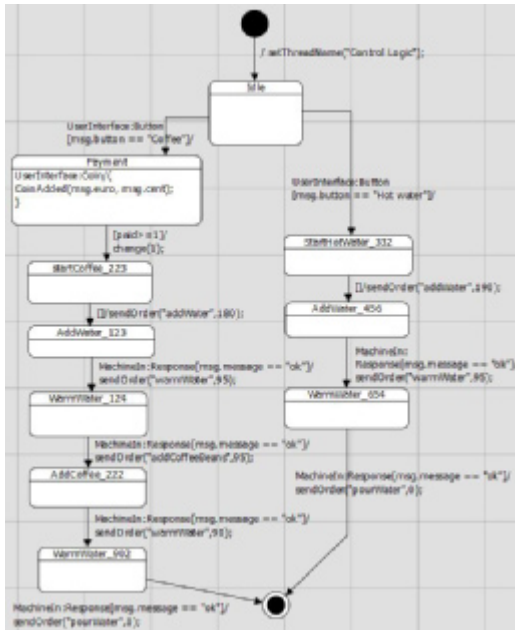 / setThreadName("Control Logic");
Idle
UserInterface:Button
[msg.button == "Coffee"]/
Payment
UserInterface:Coin/{
CoinAdded(msg.euro, msg.cent);
}
UserInterface:Button
[msg.button == "Hot water"]/
[paid>=1]/
change(1);
StartHotWater_332
startCoffee_223
[]/sendOrder("addWater",190);
[]/sendOrder("addWater",180);
AddWater_456
AddWater_123
MachineIn:
Response[msg.message == "ok"]/
sendOrder("warmWater",95);
MachineIn:Response[msg.message == "ok"]/
sendOrder("warmWater",95);
WarmWater_124
WarmWater_654
MachineIn:Response[msg.message == "ok"]/
sendOrder("addCoffeeBeans",95);
AddCoffee_222
MachineIn:Response[msg.message == "ok"]/
sendOrder("pourWater",0);
MachineIn:Response[msg.message == "ok"]/
sendOrder("warmWater",90);
WarmWater_902
MachineIn:Response[msg.message == "ok"]/
sendOrder("pourWater",0);